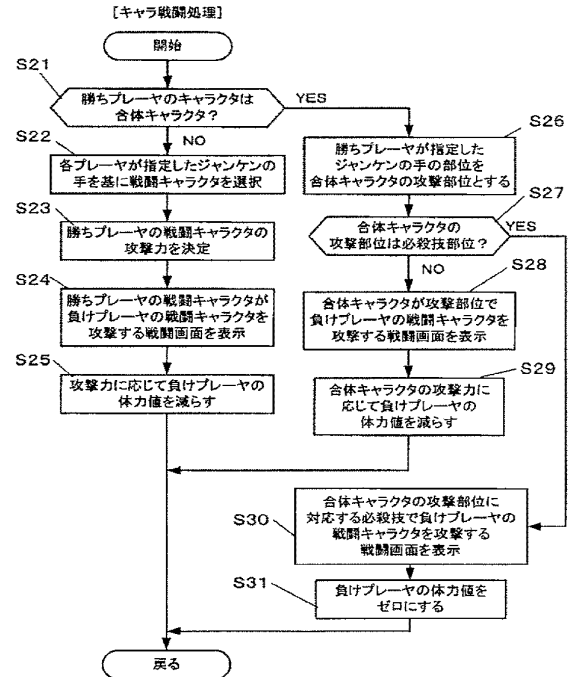 [キャラ戦闘処理]
開始
S21
勝ちプレーヤのキャラクタは
合体キャラクタ？
YES
NO
S22
各プレーヤが指定したジャンケンの
手を基に戦闘キャラクタを選択
S23
勝ちプレーヤの戦闘キャラクタの
攻撃力を決定
S24
勝ちプレーヤの戦闘キャラクタが
負けプレーヤの戦闘キャラクタを
攻撃する戦闘画面を表示
S25
攻撃力に応じて負けプレーヤの
体力値を減らす
S26
勝ちプレーヤが指定した
ジャンケンの手の部位を
合体キャラクタの攻撃部位とする
S27
合体キャラクタの
攻撃部位は必殺技部位？
YES
NO
S28
合体キャラクタが攻撃部位で
負けプレーヤの戦闘キャラクタを
攻撃する戦闘画面を表示
S29
合体キャラクタの攻撃力に
応じて負けプレーヤの
体力値を減らす
S30
合体キャラクタの攻撃部位に
対応する必殺技で負けプレーヤの
戦闘キャラクタを攻撃する
戦闘画面を表示
S31
負けプレーヤの体力値を
ゼロにする
戻る